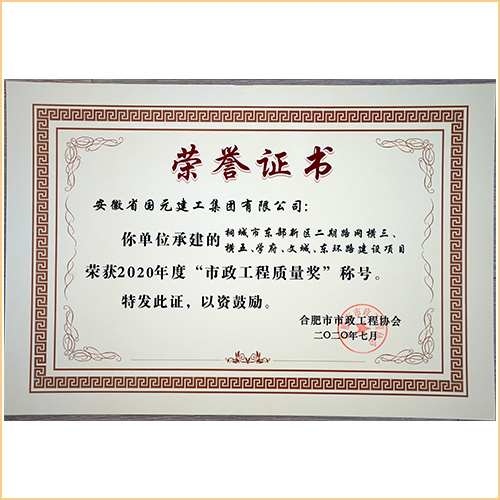 荣誉证书
安徽省国元建工集团有限公司：
你单位承建的桐城市东部新区二期路网横三、
横五、学府、文城、东环路建设项目
荣获2020年度“市政工程质量奖”称号。
特发此证，以资鼓励。
合肥市市政工程协会
二〇二〇年七月